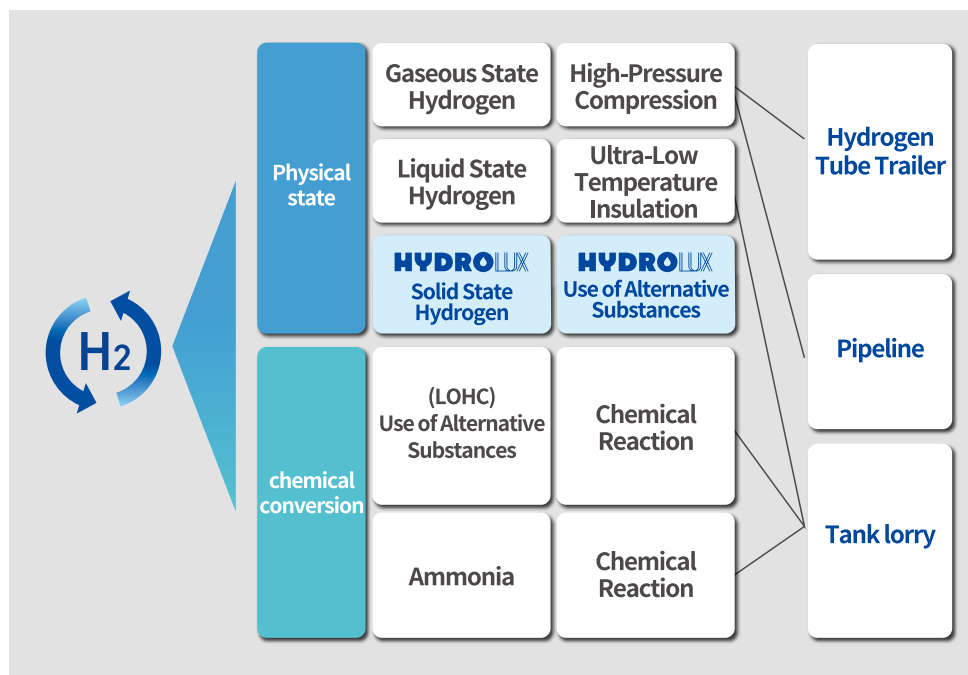 H2
Physical
state
Gaseous State
Hydrogen
High-Pressure
Compression
Liquid State
Hydrogen
Ultra-Low
Temperature
Insulation
HYDROLUX
Solid State
Hydrogen
HYDROLUX
Use of Alternative
Substances
chemical
conversion
(LOHC)
Use of Alternative
Substances
Chemical
Reaction
Ammonia
Chemical
Reaction
Hydrogen
Tube Trailer
Pipeline
Tank lorry